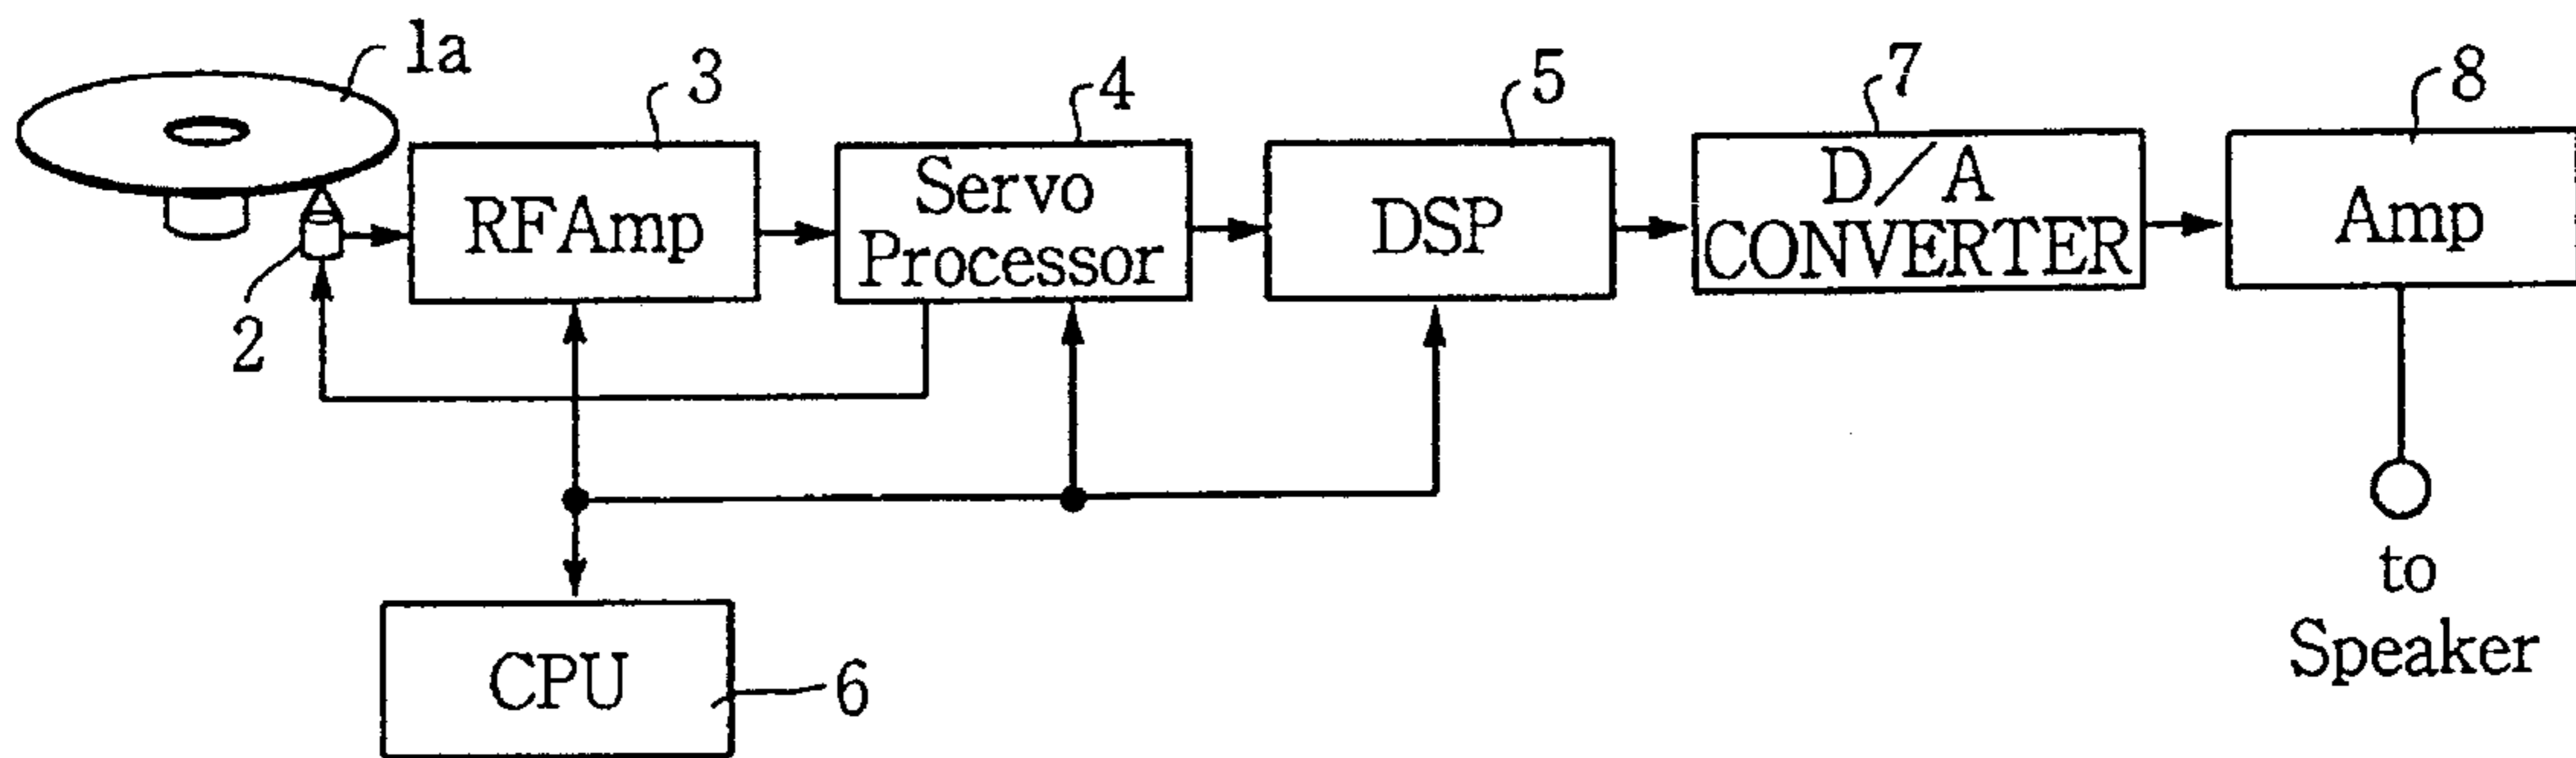 1a
3
4
5
7
8
RFAmp
Servo
Processor
DSP
D/A
CONVERTER
Amp
2
to
Speaker
CPU
6